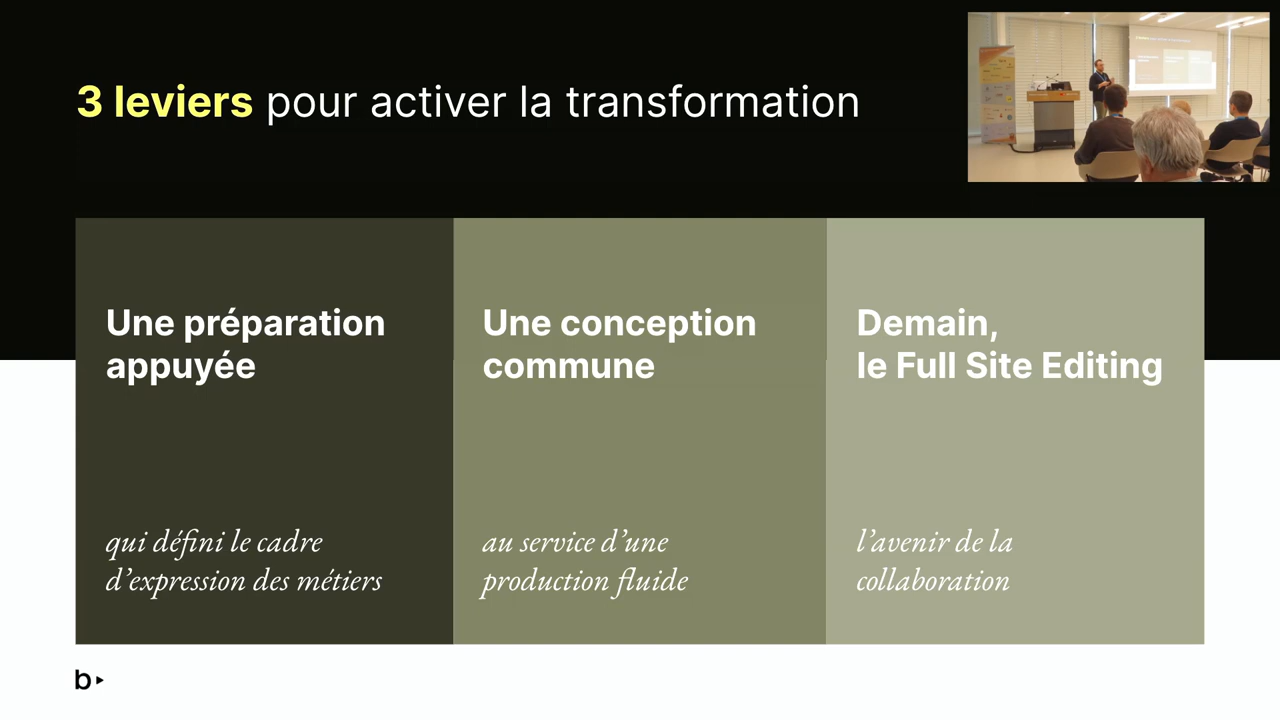 3 leviers pour activer la transformation
Une préparation
appuyée
qui défini le cadre
d’expression des métiers
Une conception
commune
au service d’une
production fluide
Demain,
le Full Site Editing
l’avenir de la
collaboration
b